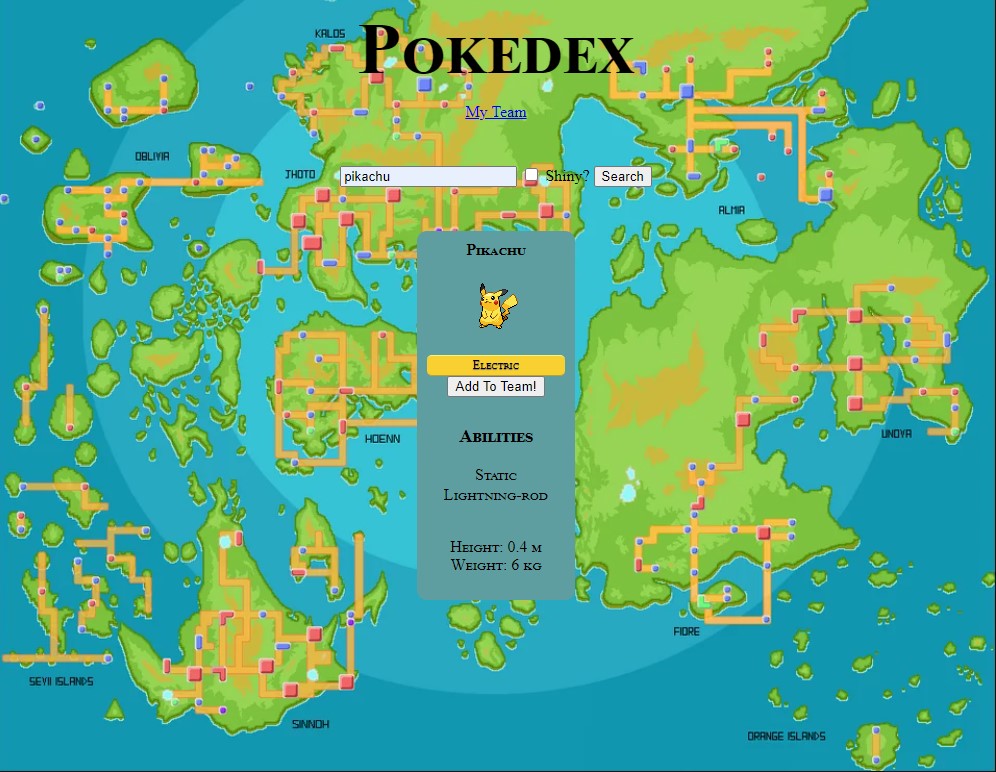 KALOS
Pokedex
My Team
OBLIVIA
JHOTO
pikachu
Shiny?
Search
ALMIA
Pikachu
Electric
Add To Team!
Abilities
HOENN
UNOVA
Static
Lightning-rod
Height: 0.4 m
Weight: 6 kg
FIORE
SEVII ISLANDS
SINNOH
ORANGE ISLANDS